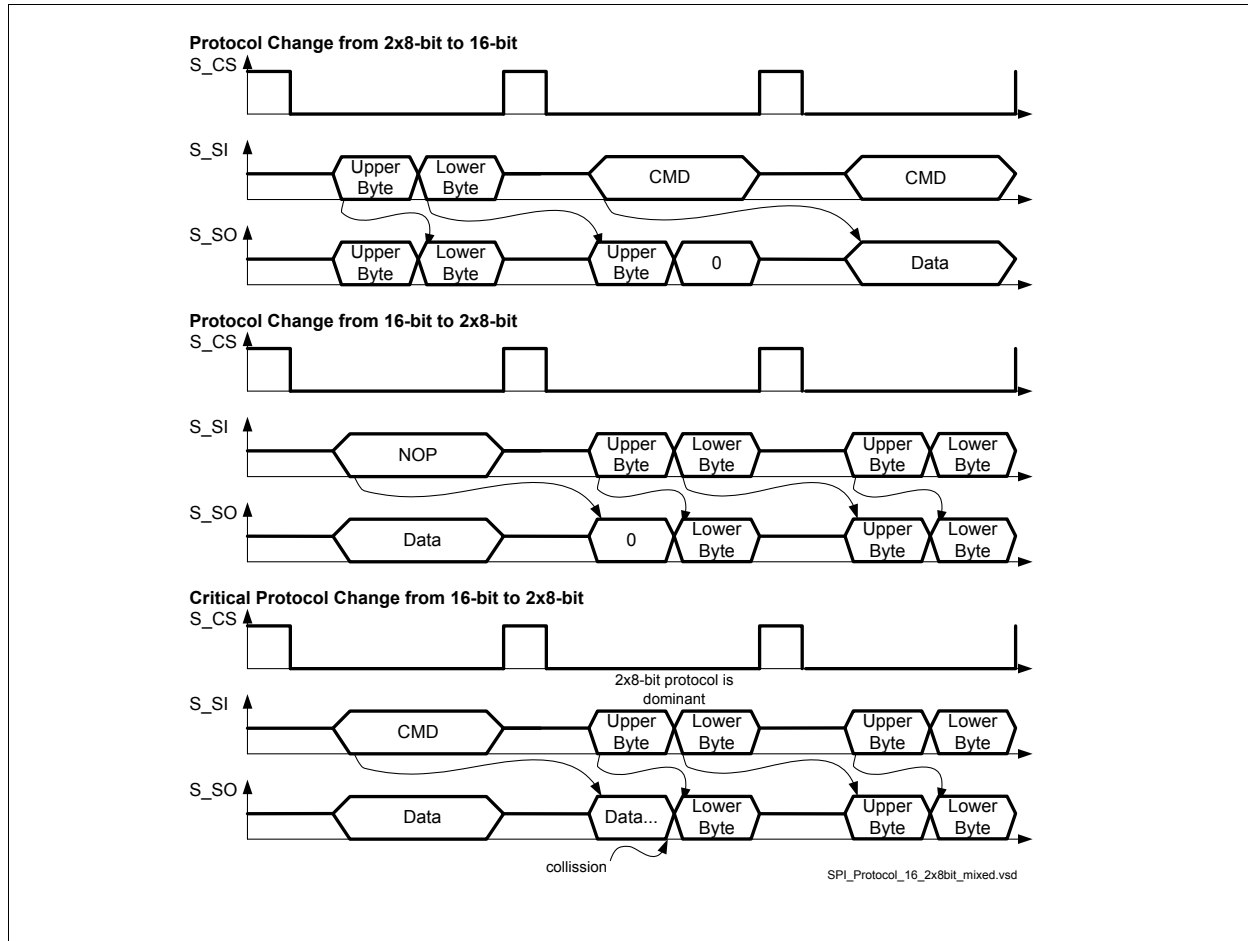 Protocol Change from 2x8-bit to 16-bit
S_CS
S_SI
Upper Byte
Lower Byte
CMD
CMD
S_SO
Upper Byte
Lower Byte
Upper Byte
0
Data
Protocol Change from 16-bit to 2x8-bit
S_CS
S_SI
NOP
Upper Byte
Lower Byte
Upper Byte
Lower Byte
S_SO
Data
0
Lower Byte
Upper Byte
Lower Byte
Critical Protocol Change from 16-bit to 2x8-bit
S_CS
2x8-bit protocol is
dominant
S_SI
CMD
Upper Byte
Lower Byte
Upper Byte
Lower Byte
S_SO
Data
Data...
Lower Byte
Upper Byte
Lower Byte
collission
SPI_Protocol_16_2x8bit_mixed.vsd